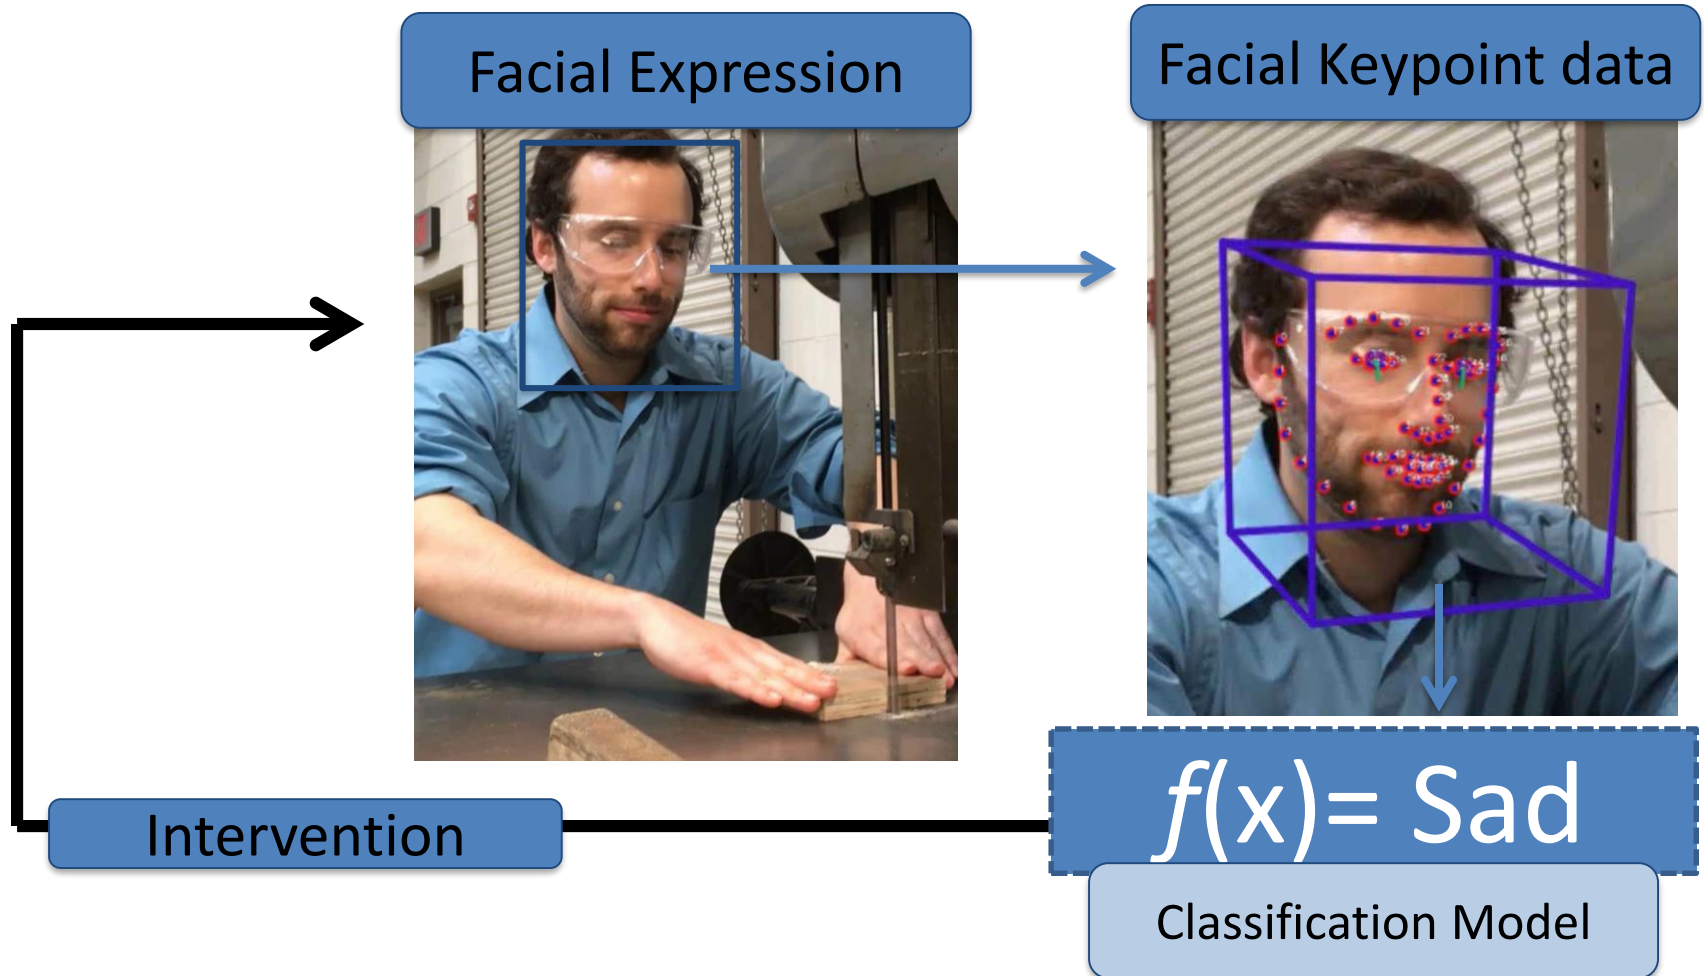 Facial Expression
Facial Keypoint data
f(x)= Sad
Intervention
Classification Model